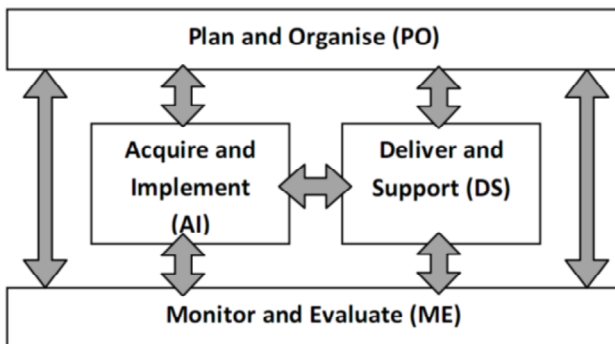 Plan and Organise (PO)
Acquire and
Implement
(AI)
Deliver and
Support (DS)
Monitor and Evaluate (ME)